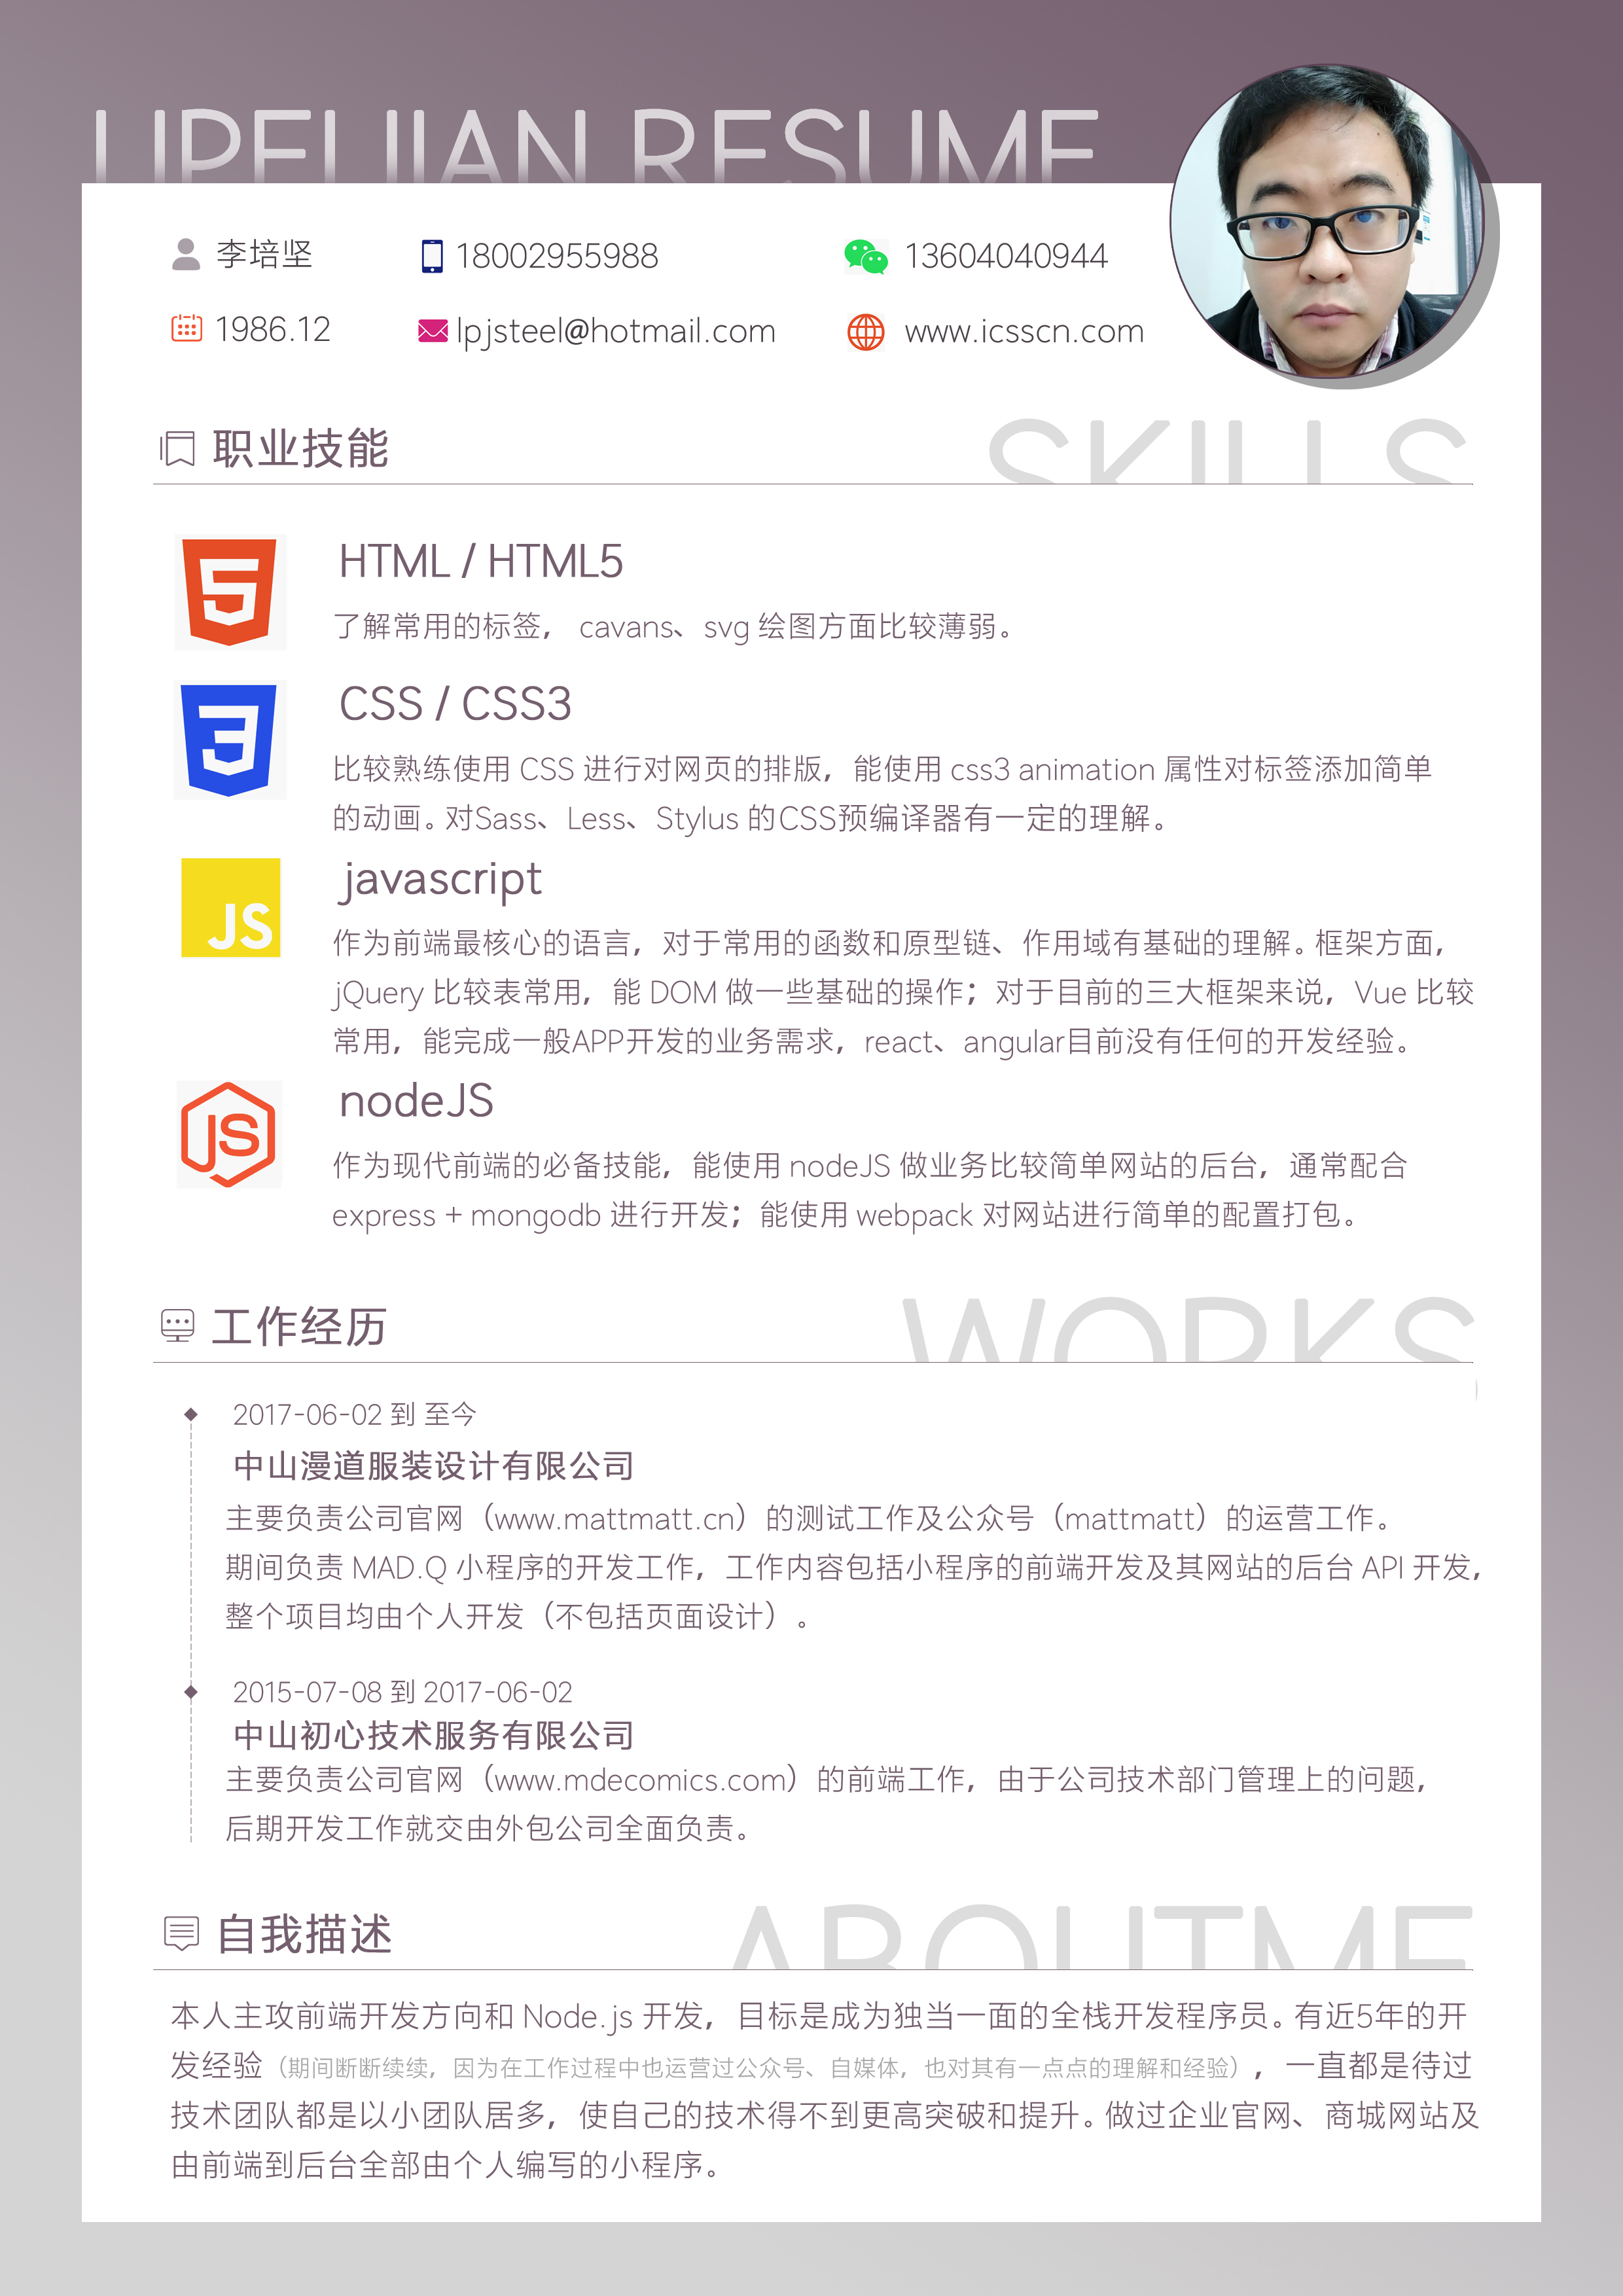 LIPEIJIAN RESUME
李培坚
18002955988
13604040944
1986.12
lpjsteel@hotmail.com
www.icsscn.com
职业技能
SKILLS
5
HTML / HTML5
了解常用的标签， cavans、svg 绘图方面比较薄弱。
3
CSS / CSS3
比较熟练使用 CSS 进行对网页的排版，能使用 css3 animation 属性对标签添加简单
的动画。对Sass、Less、Stylus 的CSS预编译器有一定的理解。
JS
javascript
作为前端最核心的语言，对于常用的函数和原型链、作用域有基础的理解。框架方面，
jQuery 比较表常用，能 DOM 做一些基础的操作；对于目前的三大框架来说，Vue 比较
常用，能完成一般APP开发的业务需求，react、angular目前没有任何的开发经验。
JS
nodeJS
作为现代前端的必备技能，能使用 nodeJS 做业务比较简单网站的后台，通常配合
express + mongodb 进行开发；能使用 webpack 对网站进行简单的配置打包。
工作经历
WORKS
2017-06-02 到 至今
中山漫道服装设计有限公司
主要负责公司官网（www.mattmatt.cn）的测试工作及公众号（mattmatt）的运营工作。
期间负责 MAD.Q 小程序的开发工作，工作内容包括小程序的前端开发及其网站的后台 API 开发，
整个项目均由个人开发（不包括页面设计）。
2015-07-08 到 2017-06-02
中山初心技术服务有限公司
主要负责公司官网（www.mdecomics.com）的前端工作，由于公司技术部门管理上的问题，
后期开发工作就交由外包公司全面负责。
自我描述
ABOUTME
本人主攻前端开发方向和 Node.js 开发，目标是成为独当一面的全栈开发程序员。有近5年的开
发经验（期间断断续续，因为在工作过程中也运营过公众号、自媒体，也对其有一点点的理解和经验），一直都是待过
技术团队都是以小团队居多，使自己的技术得不到更高突破和提升。做过企业官网、商城网站及
由前端到后台全部由个人编写的小程序。